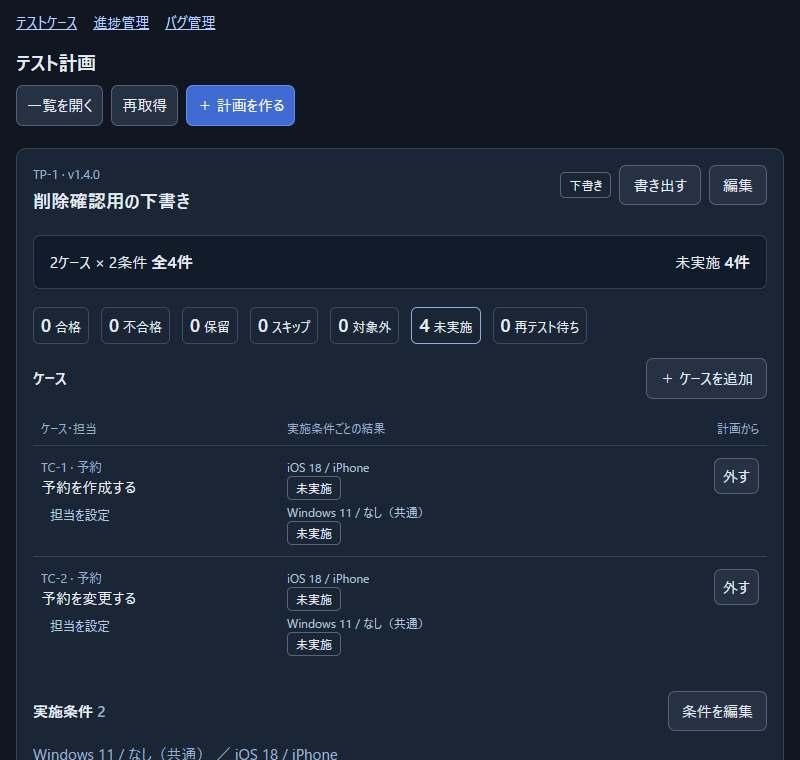 テストケース 進捗管理 バグ管理
テスト計画
一覧を開く 再取得 ＋ 計画を作る
TP-1 · v1.4.0
削除確認用の下書き
下書き 書き出す 編集
2ケース × 2条件 全4件 未実施 4件
0 合格 0 不合格 0 保留 0 スキップ 0 対象外 4 未実施 0 再テスト待ち
ケース ＋ ケースを追加
ケース・担当 実施条件ごとの結果 計画から
TC-1 · 予約
予約を作成する
担当を設定
iOS 18 / iPhone
未実施
Windows 11 / なし（共通）
未実施
外す
TC-2 · 予約
予約を変更する
担当を設定
iOS 18 / iPhone
未実施
Windows 11 / なし（共通）
未実施
外す
実施条件 2 条件を編集
Windows 11 / なし（共通） ／ iOS 18 / iPhone